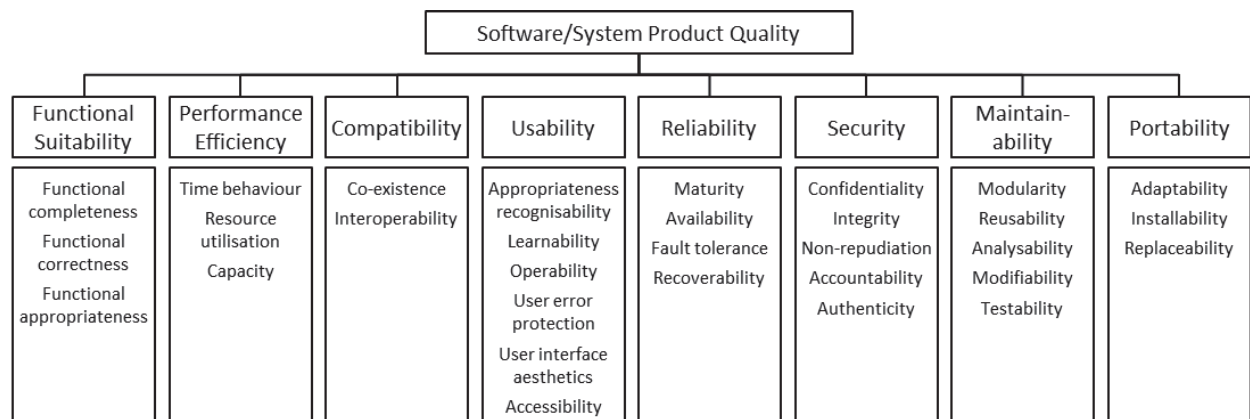 Software/System Product Quality
Functional
Suitability
Performance
Efficiency
Compatibility
Usability
Reliability
Security
Maintain-
ability
Portability
Functional
completeness
Functional
correctness
Functional
appropriateness
Time behaviour
Resource
utilisation
Capacity
Co-existence
Interoperability
Appropriateness
recognisability
Learnability
Operability
User error
protection
User interface
aesthetics
Accessibility
Maturity
Availability
Fault tolerance
Recoverability
Confidentiality
Integrity
Non-repudiation
Accountability
Authenticity
Modularity
Reusability
Analysability
Modifiability
Testability
Adaptability
Installability
Replaceability